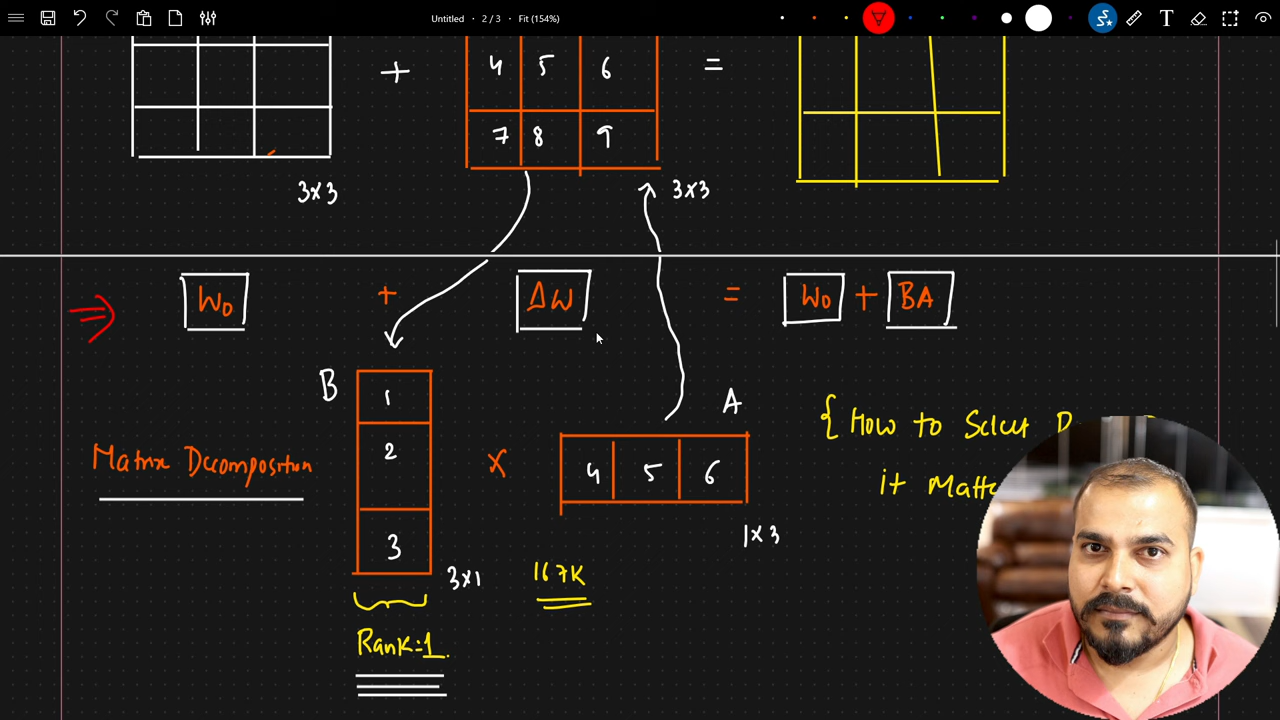 Untitled • 2 / 3 • Fit (154%)
T
+ 4 5 6 =
7 8 9
3x3 3x3
⇒ W₀ + ΔW = W₀ + BA
B 1 A
Matrix Decomposition 2 x 4 5 6
{ How to Select
it
3 1x3
3x1 167K
Rank=1.